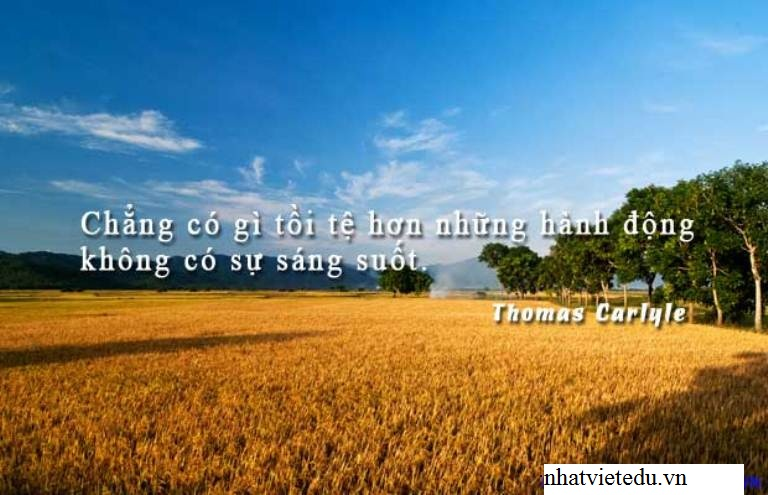 Chẳng có gì tồi tệ hơn những hành động
không có sự sáng suốt.
Thomas Carlyle
nhatvietedu.vn